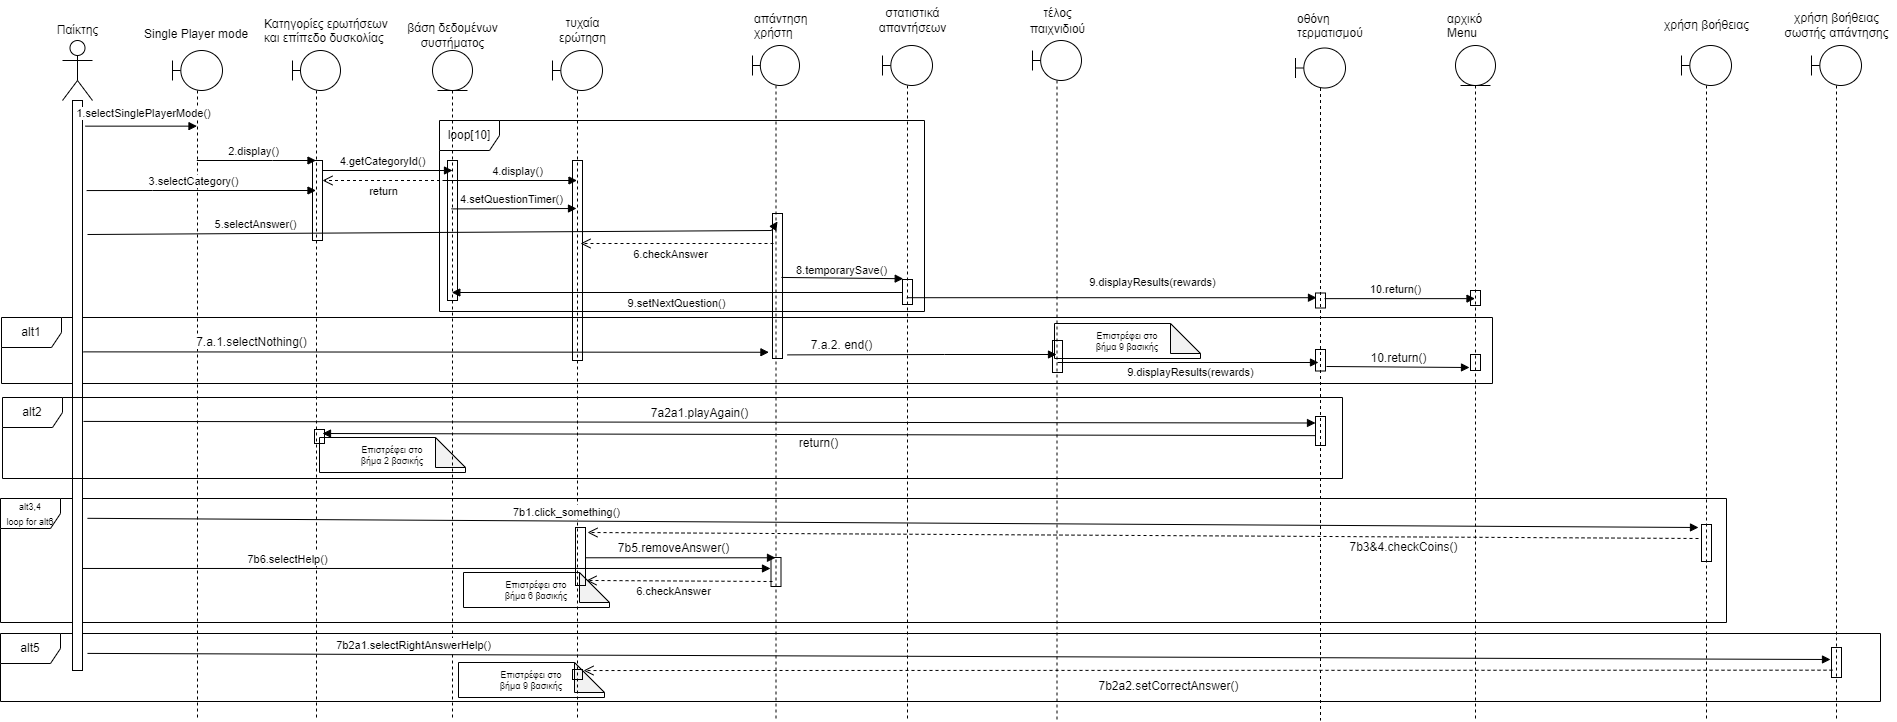 Παίκτης
Single Player mode
Κατηγορίες ερωτήσεων
και επίπεδο δυσκολίας
βάση δεδομένων
συστήματος
τυχαία
ερώτηση
απάντηση
χρήστη
στατιστικά
απαντήσεων
τέλος
παιχνιδιού
οθόνη
τερματισμού
αρχικό
Menu
χρήση βοήθειας
χρήση βοήθειας
σωστής απάντησης
1.selectSinglePlayerMode()
loop[10]
2.display()
4.getCategoryId()
4.display()
3.selectCategory()
return
4.setQuestionTimer()
5.selectAnswer()
6.checkAnswer
8.temporarySave()
9.displayResults(rewards)
10.return()
9.setNextQuestion()
alt1
7.a.1.selectNothing()
7.a.2. end()
Επιστρέφει στο
βήμα 9 βασικής
10.return()
9.displayResults(rewards)
alt2
7a2a1.playAgain()
return()
Επιστρέφει στο
βήμα 2 βασικής
alt3,4
loop for alt6
7b1.click_something()
7b3&4.checkCoins()
7b5.removeAnswer()
7b6.selectHelp()
Επιστρέφει στο
βήμα 6 βασικής
6.checkAnswer
alt5
7b2a1.selectRightAnswerHelp()
Επιστρέφει στο
βήμα 9 βασικής
7b2a2.setCorrectAnswer()